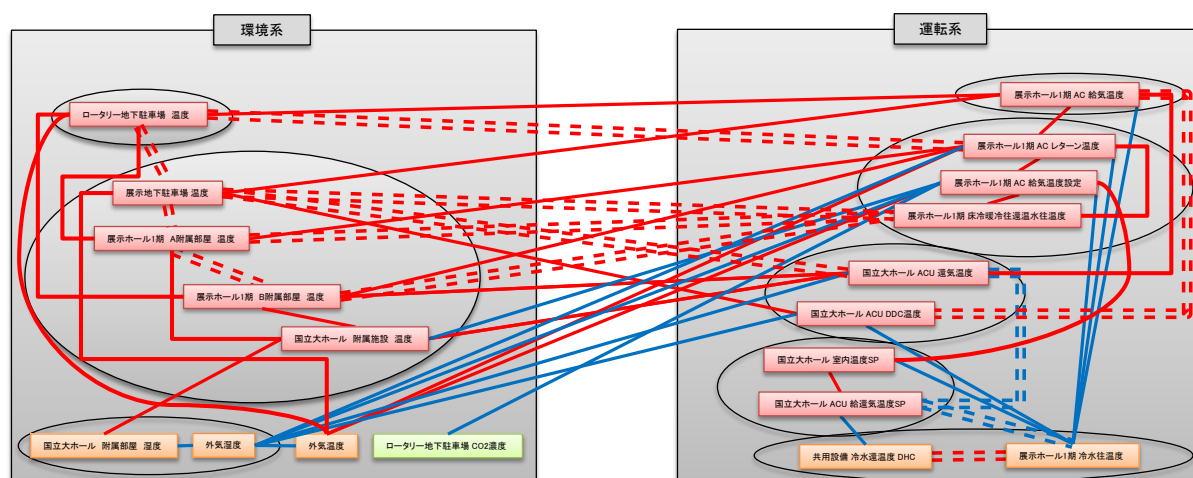 環境系
ロータリー地下駐車場 温度
展示地下駐車場 温度
展示ホール1期 A附属部屋 温度
展示ホール1期 B附属部屋 温度
国立大ホール 附属施設 温度
国立大ホール 附属部屋 湿度
外気湿度
外気温度
ロータリー地下駐車場 CO2濃度
運転系
展示ホール1期 AC 給気温度
展示ホール1期 AC レターン温度
展示ホール1期 AC 給気温度設定
展示ホール1期 床冷暖冷往還温水往温度
国立大ホール ACU 還気温度
国立大ホール ACU DDC温度
国立大ホール 室内温度SP
国立大ホール ACU 給還気温度SP
共用設備 冷水還温度 DHC
展示ホール1期 冷水往温度